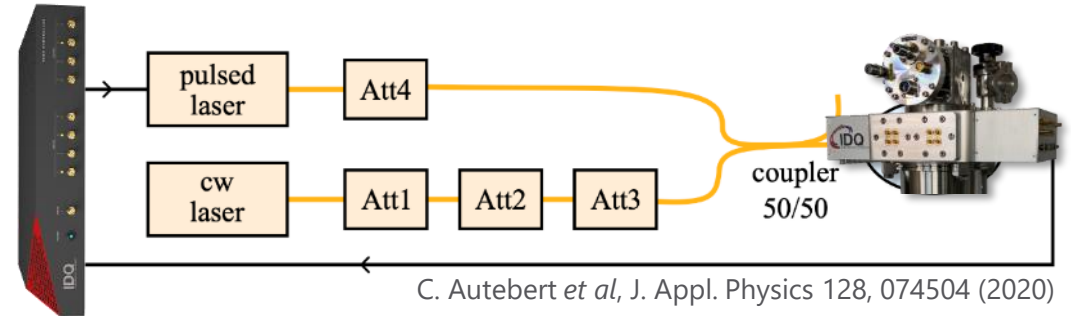 pulsed
laser
Att4
cw
laser
Att1
Att2
Att3
coupler
50/50
IDQ
IDQ
C. Autebert et al, J. Appl. Physics 128, 074504 (2020)